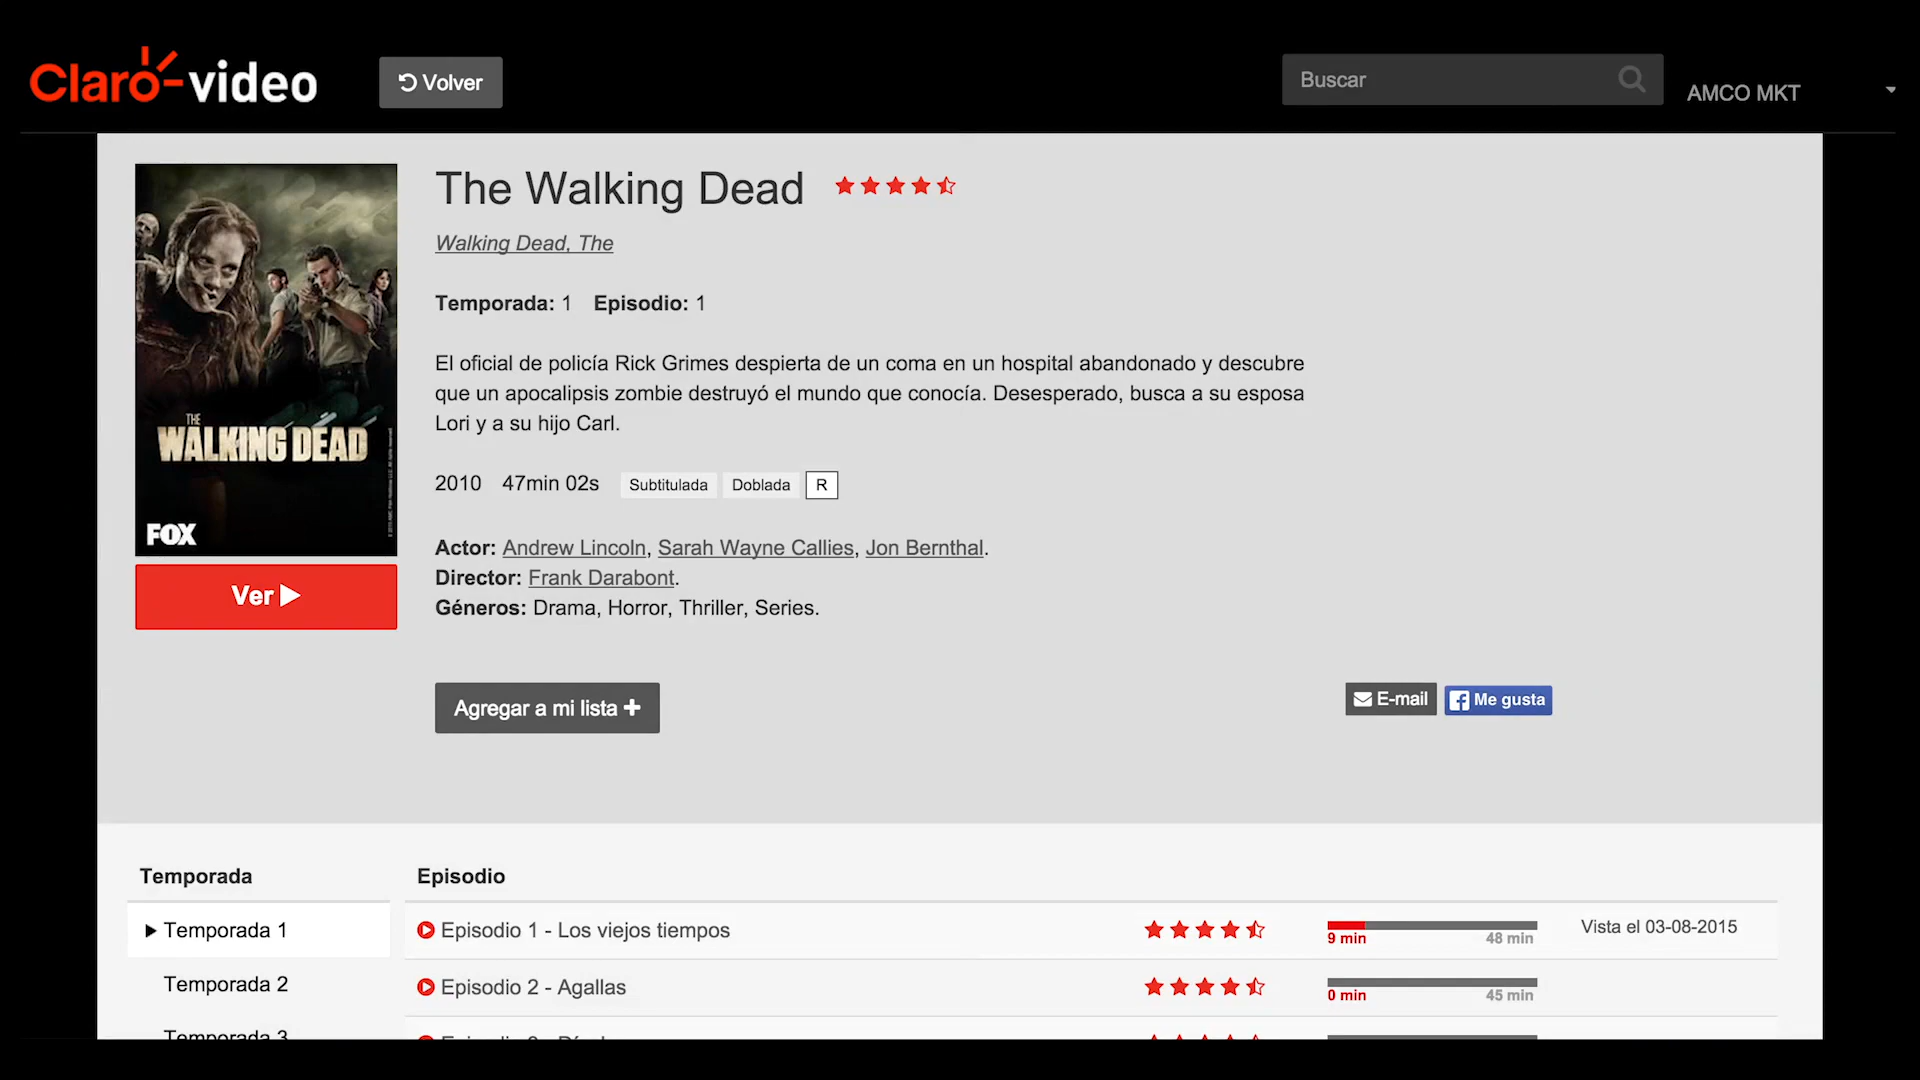 Claro-video
Volver
Buscar
AMCO MKT
The Walking Dead
Walking Dead, The
Temporada: 1 Episodio: 1
El oficial de policía Rick Grimes despierta de un coma en un hospital abandonado y descubre
que un apocalipsis zombie destruyó el mundo que conocía. Desesperado, busca a su esposa
Lori y a su hijo Carl.
2010 47min 02s Subtitulada Doblada R
Actor: Andrew Lincoln, Sarah Wayne Callies, Jon Bernthal.
Director: Frank Darabont.
Géneros: Drama, Horror, Thriller, Series.
THE
WALKING DEAD
FOX
Ver
Agregar a mi lista
E-mail
Me gusta
Temporada
Episodio
Temporada 1
Episodio 1 - Los viejos tiempos
9 min
48 min
Vista el 03-08-2015
Temporada 2
Episodio 2 - Agallas
0 min
45 min
Temporada 3